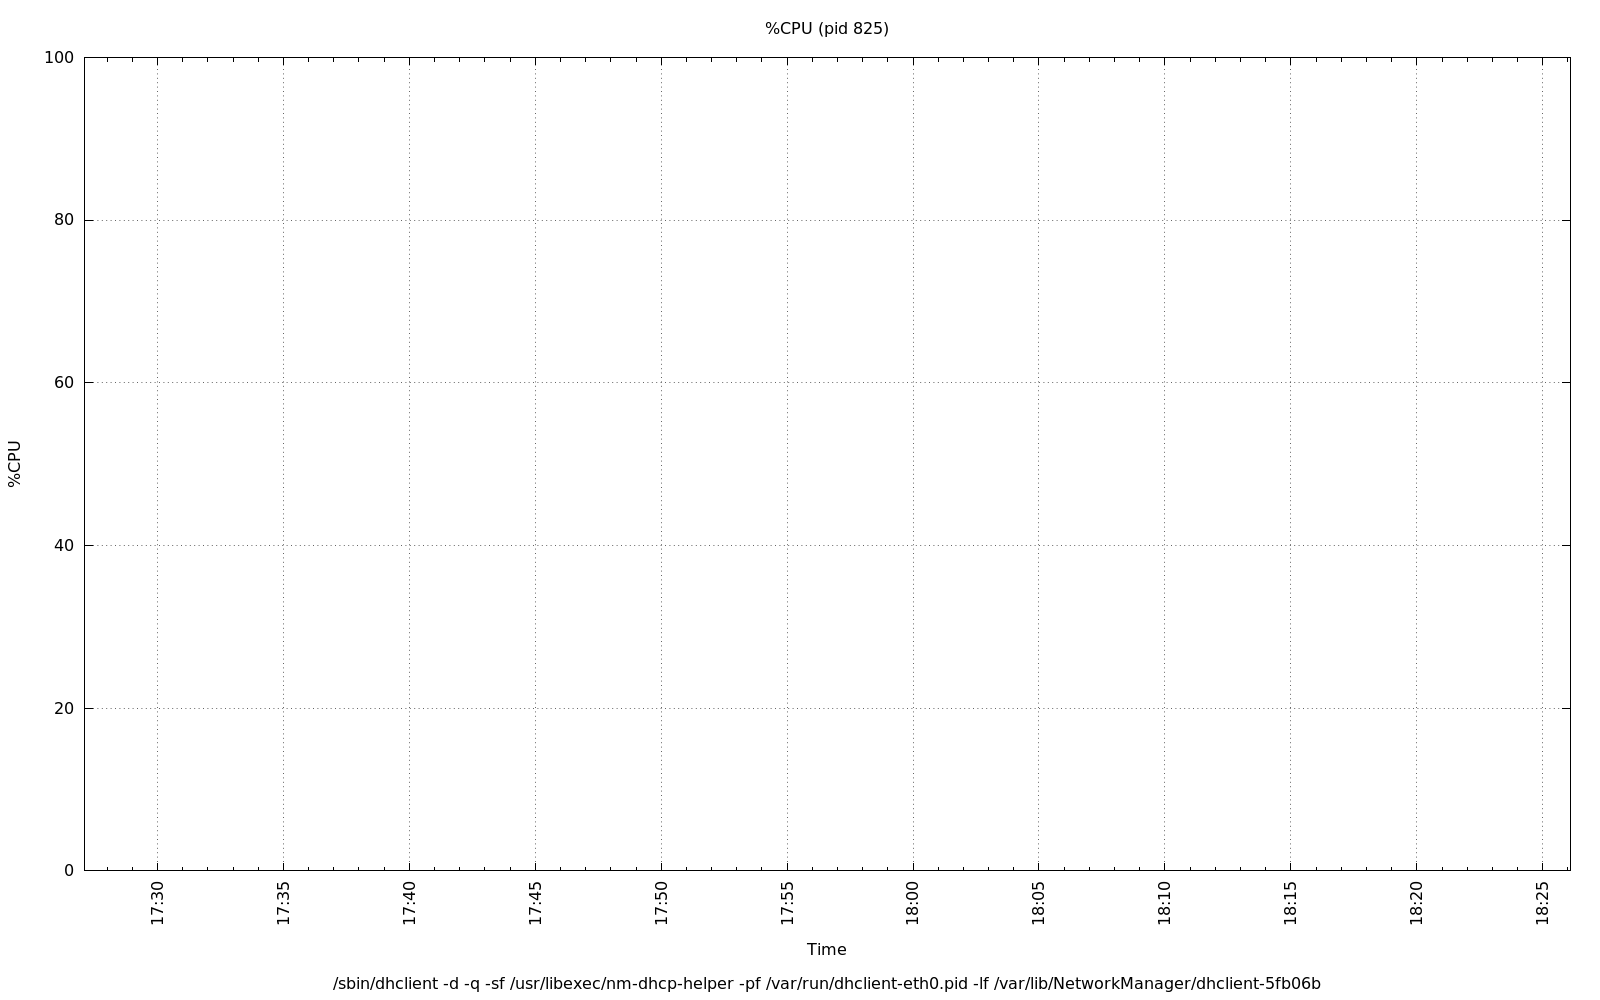 %CPU (pid 825)
100
80
60
40
20
0
%CPU
17:30 17:35 17:40 17:45 17:50 17:55 18:00 18:05 18:10 18:15 18:20 18:25
Time
/sbin/dhclient -d -q -sf /usr/libexec/nm-dhcp-helper -pf /var/run/dhclient-eth0.pid -lf /var/lib/NetworkManager/dhclient-5fb06b